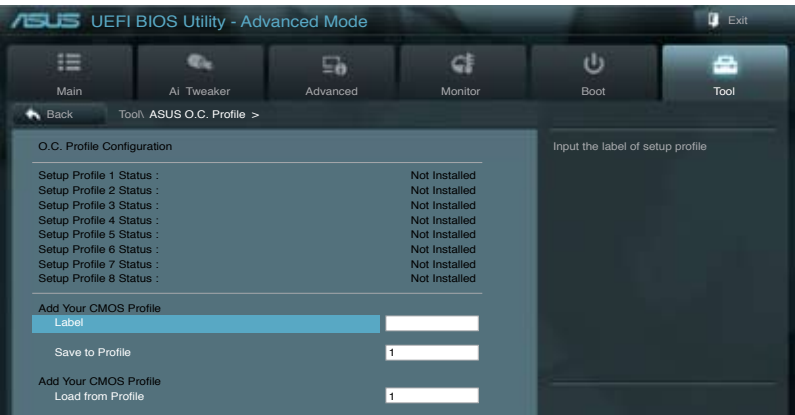 ASUS UEFI BIOS Utility - Advanced Mode
Exit
Main
Ai Tweaker
Advanced
Monitor
Boot
Tool
Back
Tool\ ASUS O.C. Profile >
O.C. Profile Configuration
Input the label of setup profile
Setup Profile 1 Status : Not Installed
Setup Profile 2 Status : Not Installed
Setup Profile 3 Status : Not Installed
Setup Profile 4 Status : Not Installed
Setup Profile 5 Status : Not Installed
Setup Profile 6 Status : Not Installed
Setup Profile 7 Status : Not Installed
Setup Profile 8 Status : Not Installed
Add Your CMOS Profile
Label
Save to Profile 1
Add Your CMOS Profile
Load from Profile 1